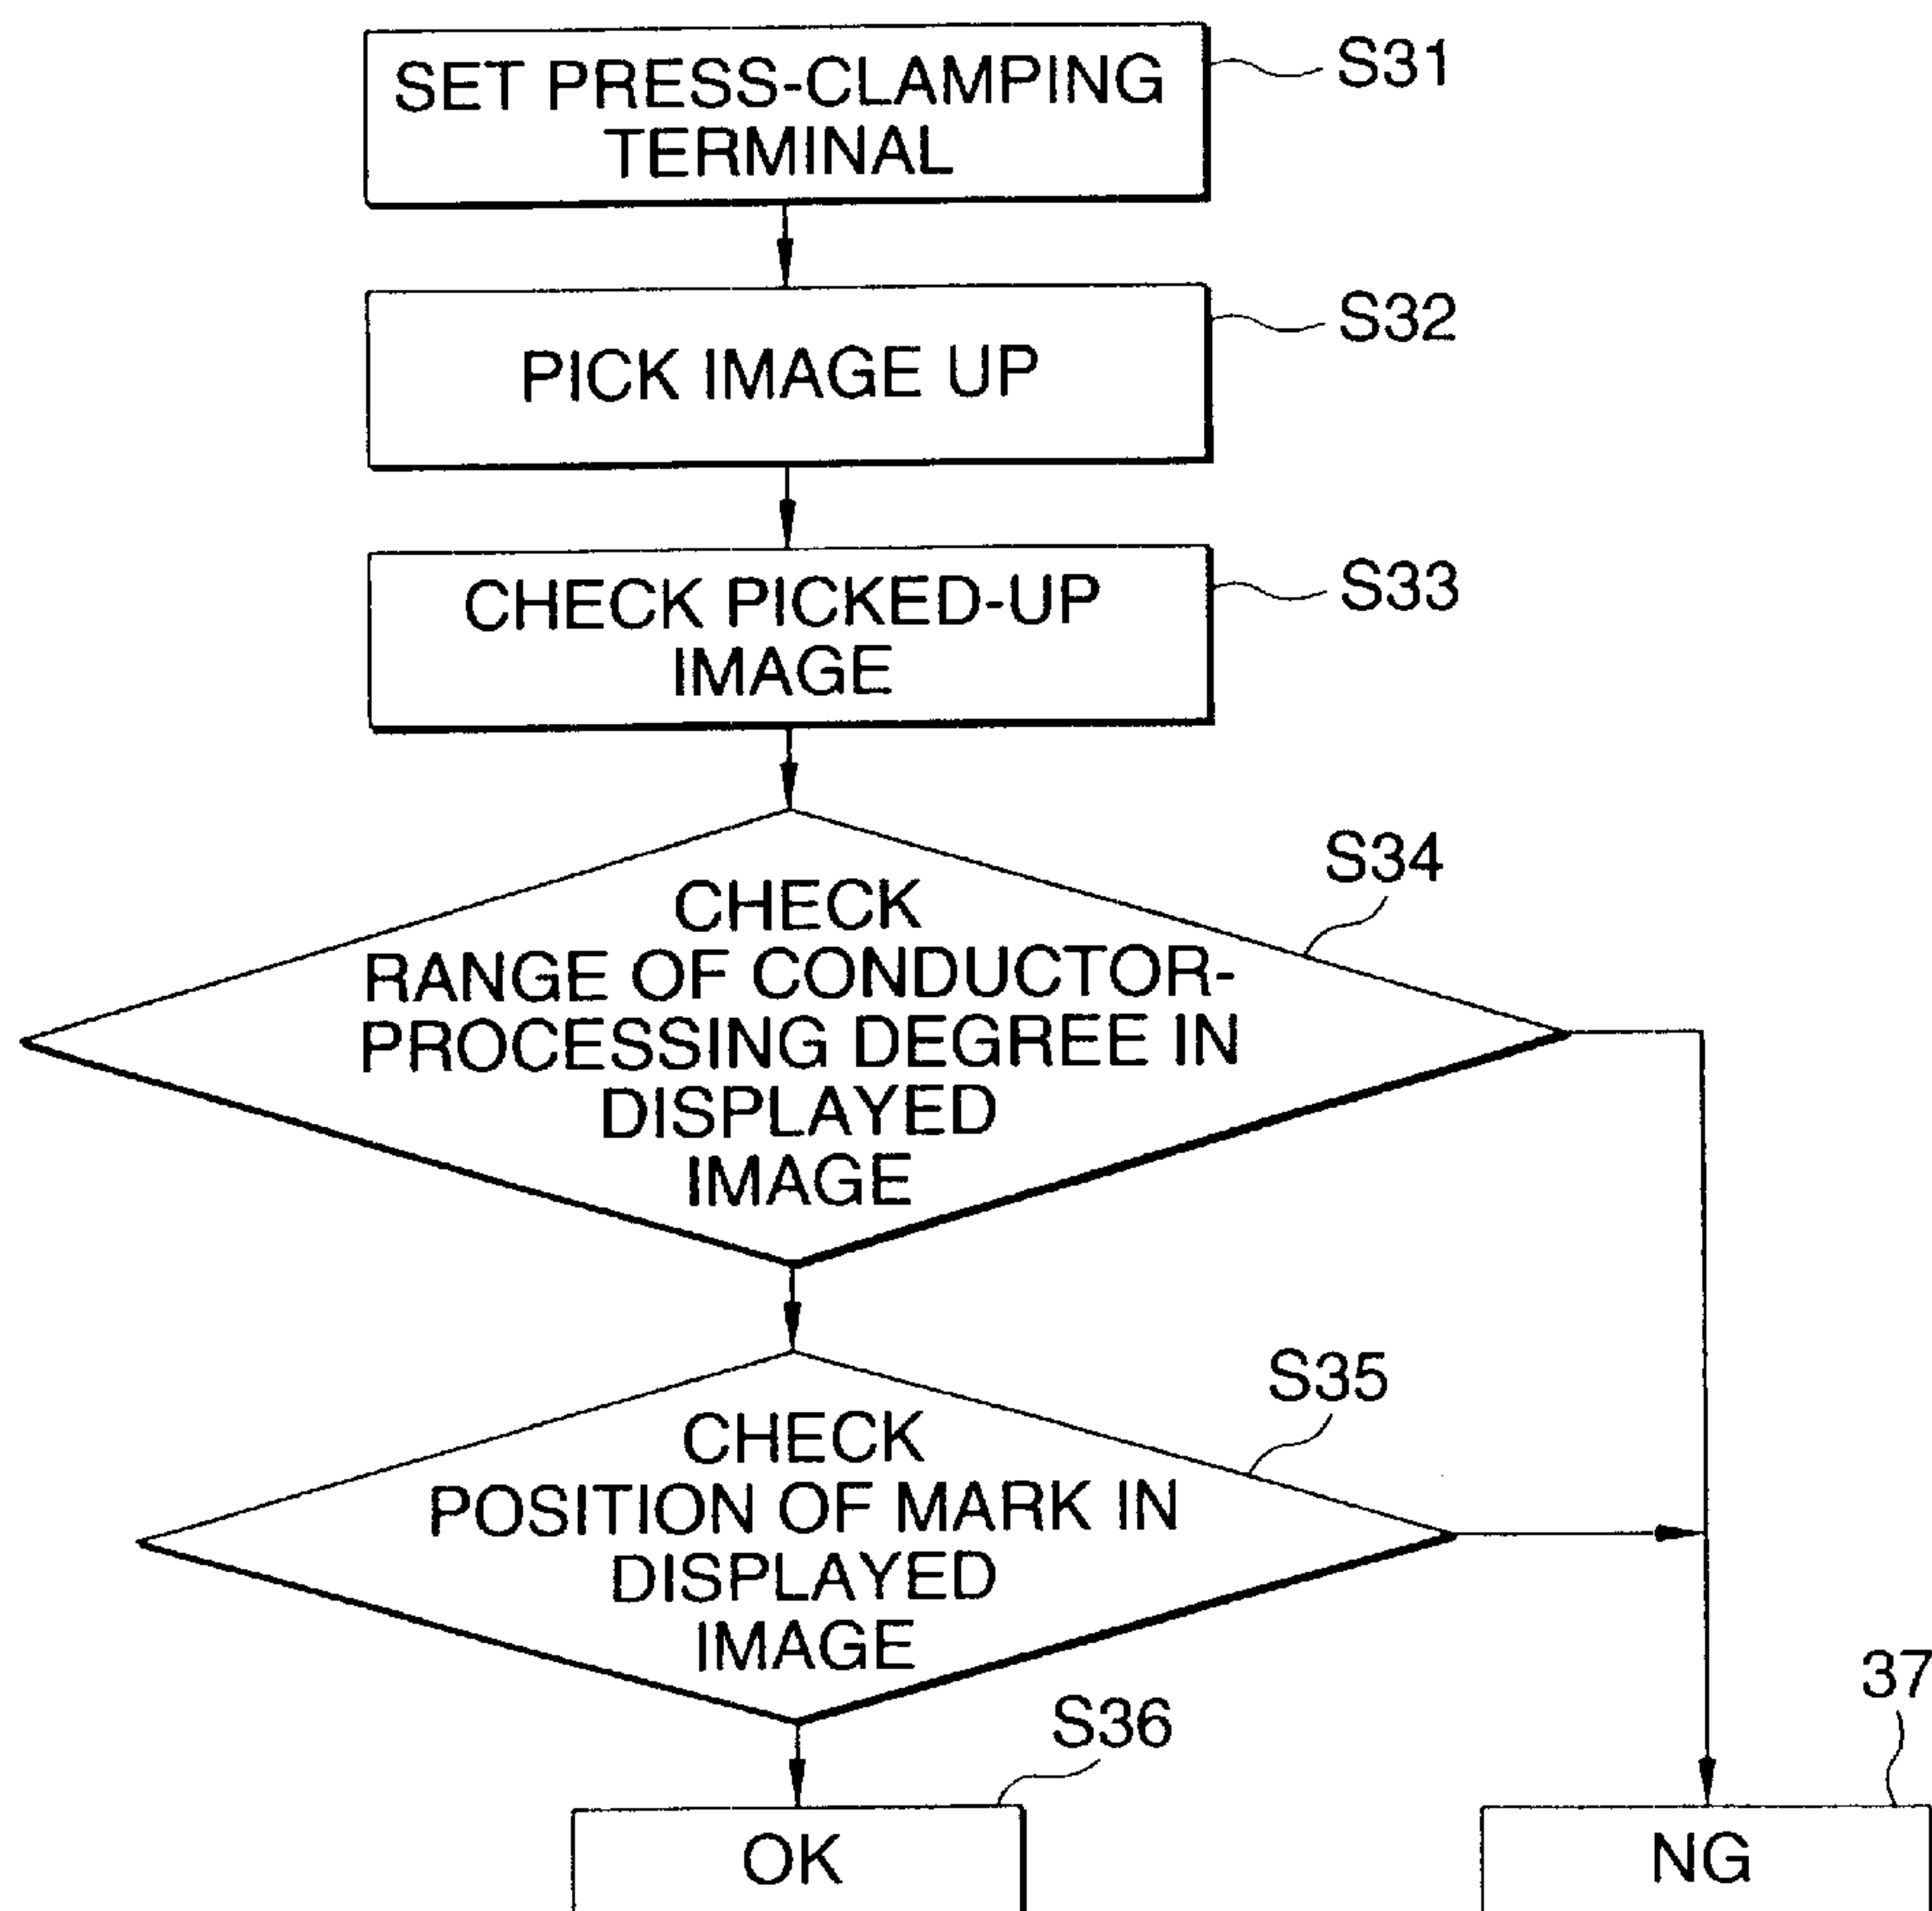 SET PRESS-CLAMPING
TERMINAL
S31
PICK IMAGE UP
S32
CHECK PICKED-UP
IMAGE
S33
S34
CHECK
RANGE OF CONDUCTOR-
PROCESSING DEGREE IN
DISPLAYED
IMAGE
S35
CHECK
POSITION OF MARK IN
DISPLAYED
IMAGE
S36
37
OK
NG